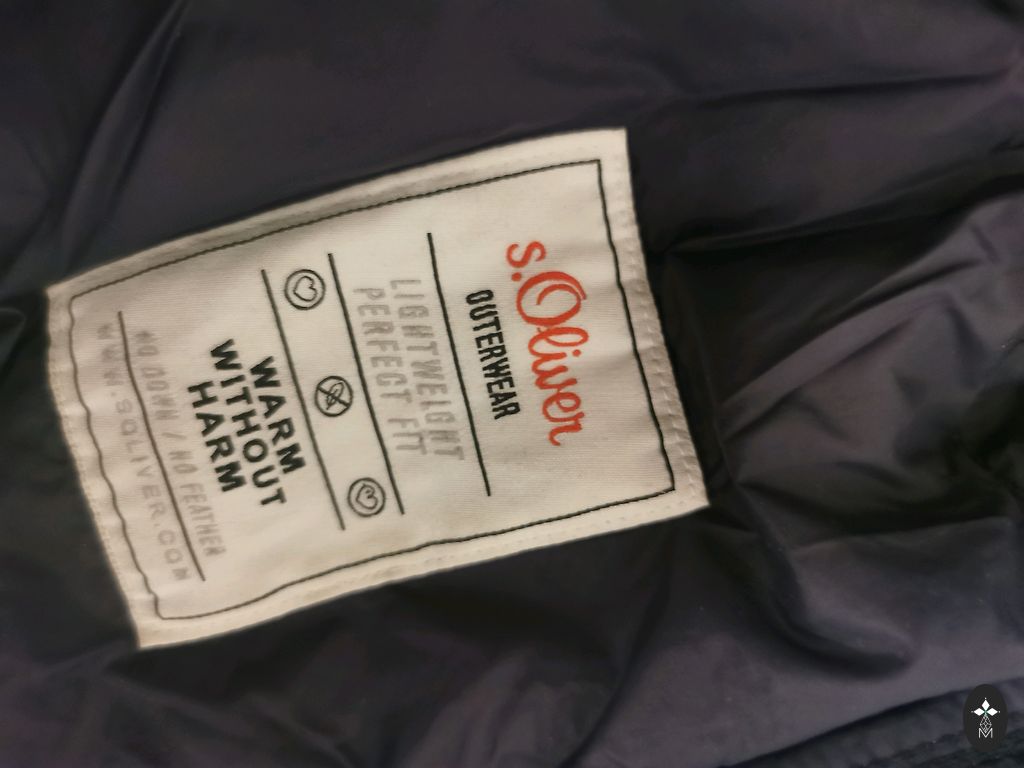 s.Oliver
OUTERWEAR
LIGHTWEIGHT
PERFECT FIT
WARM
WITHOUT
HARM
NO DOWN / NO FEATHER
WWW.SOLIVER.COM
M